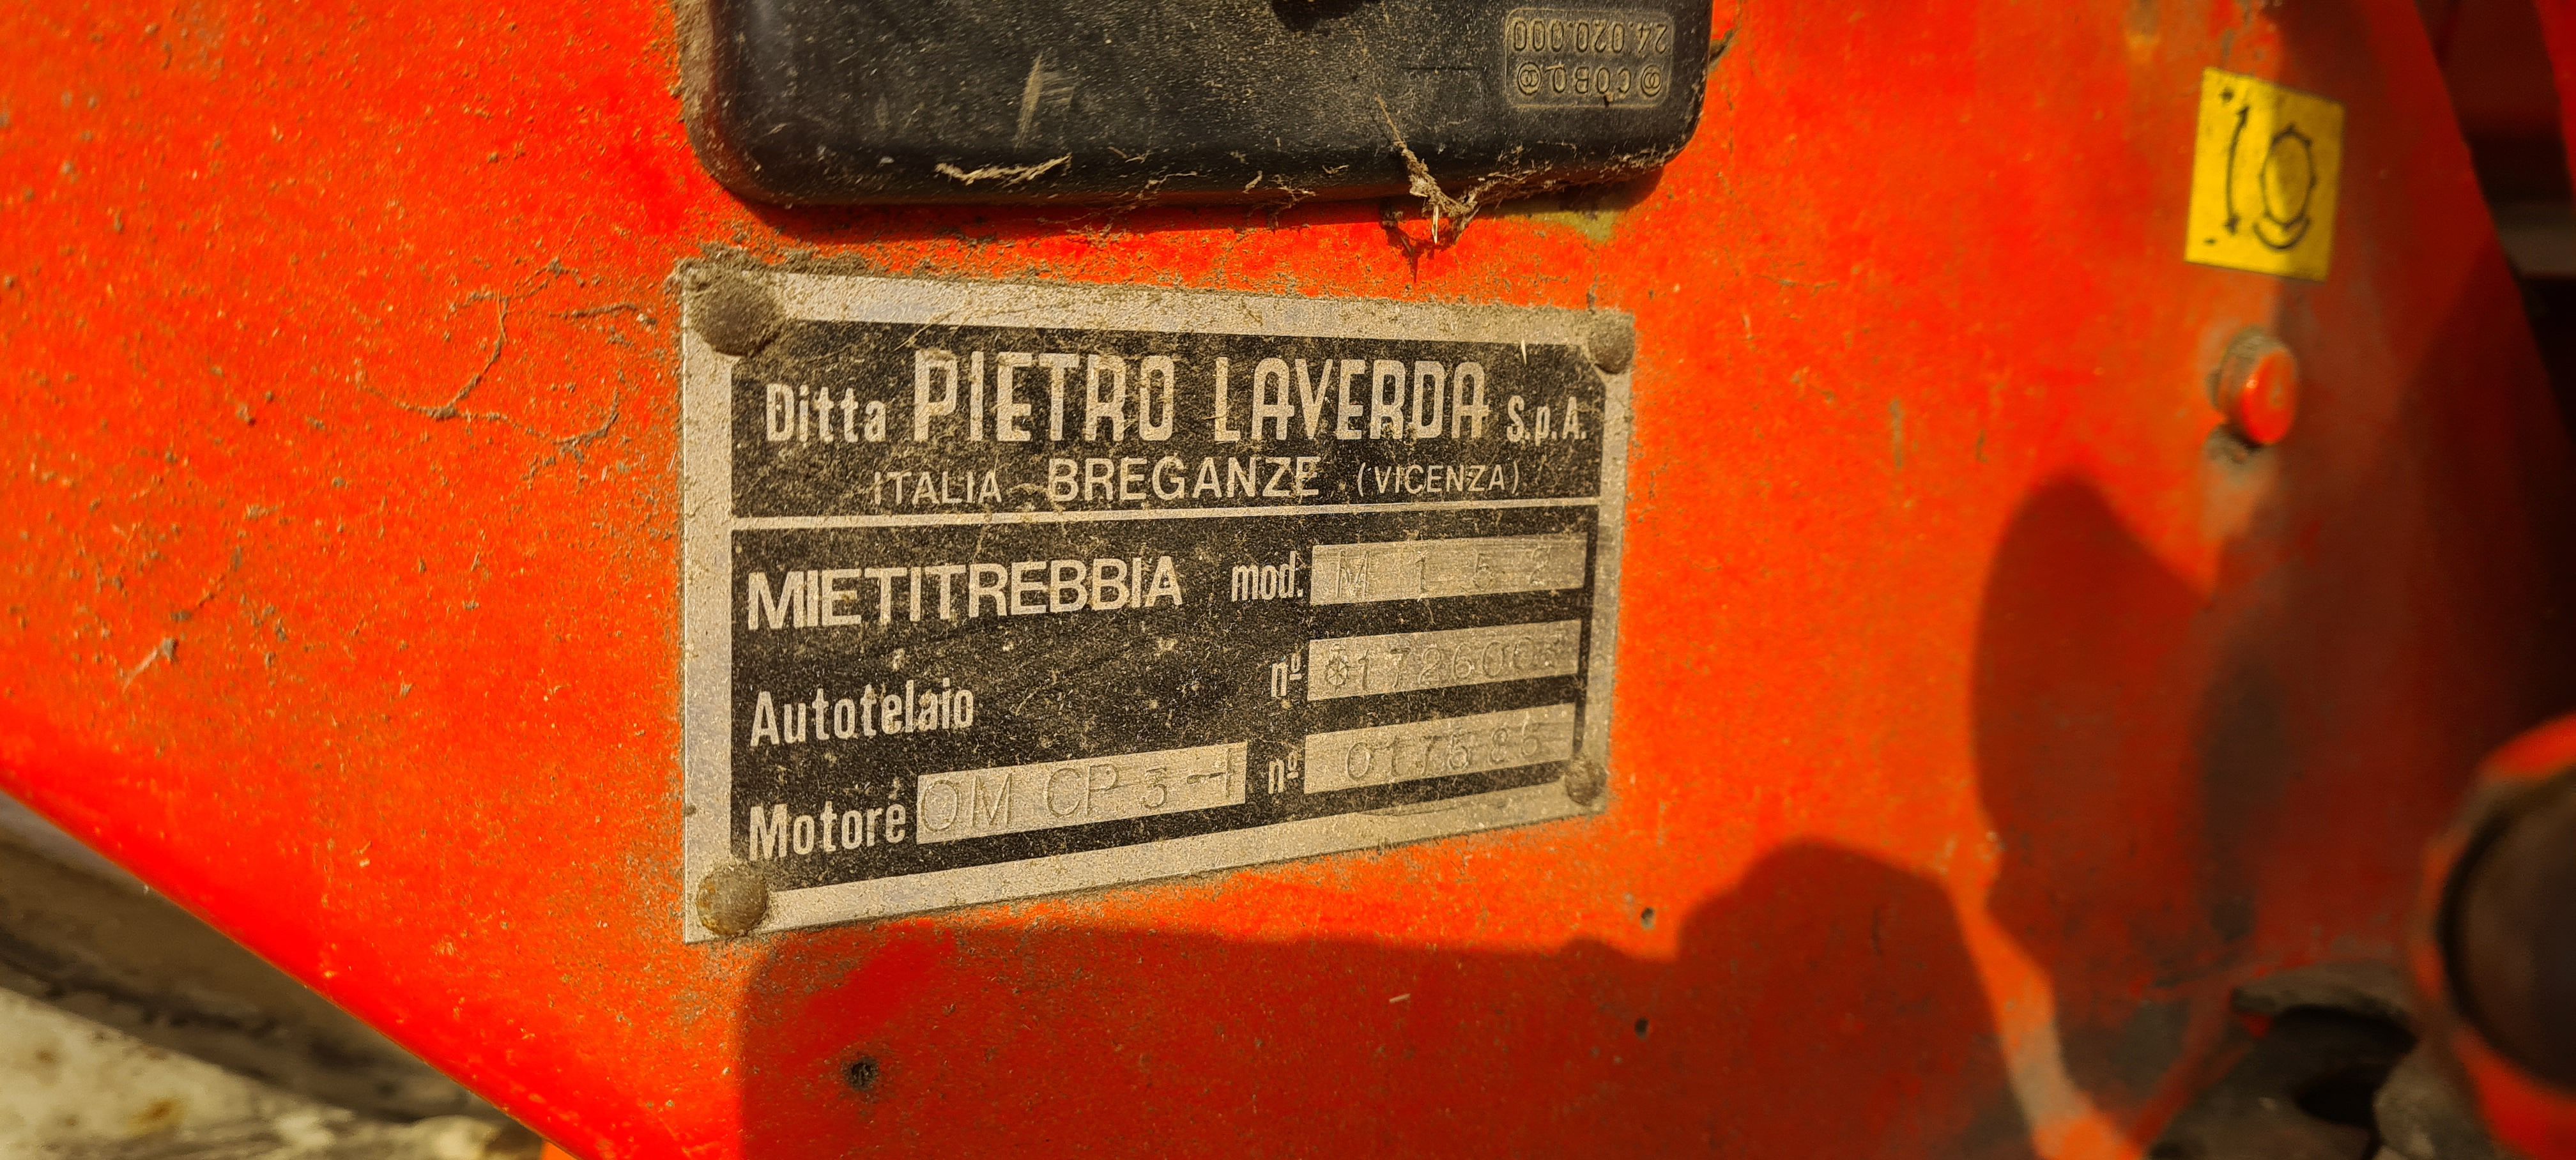 24.020.000
COBO
Ditta PIETRO LAVERDA S.p.A.
ITALIA BREGANZE (VICENZA)
MIETITREBBIA mod. M 152
Autotelaio nº
Motore OM CP 3-1 nº 017585